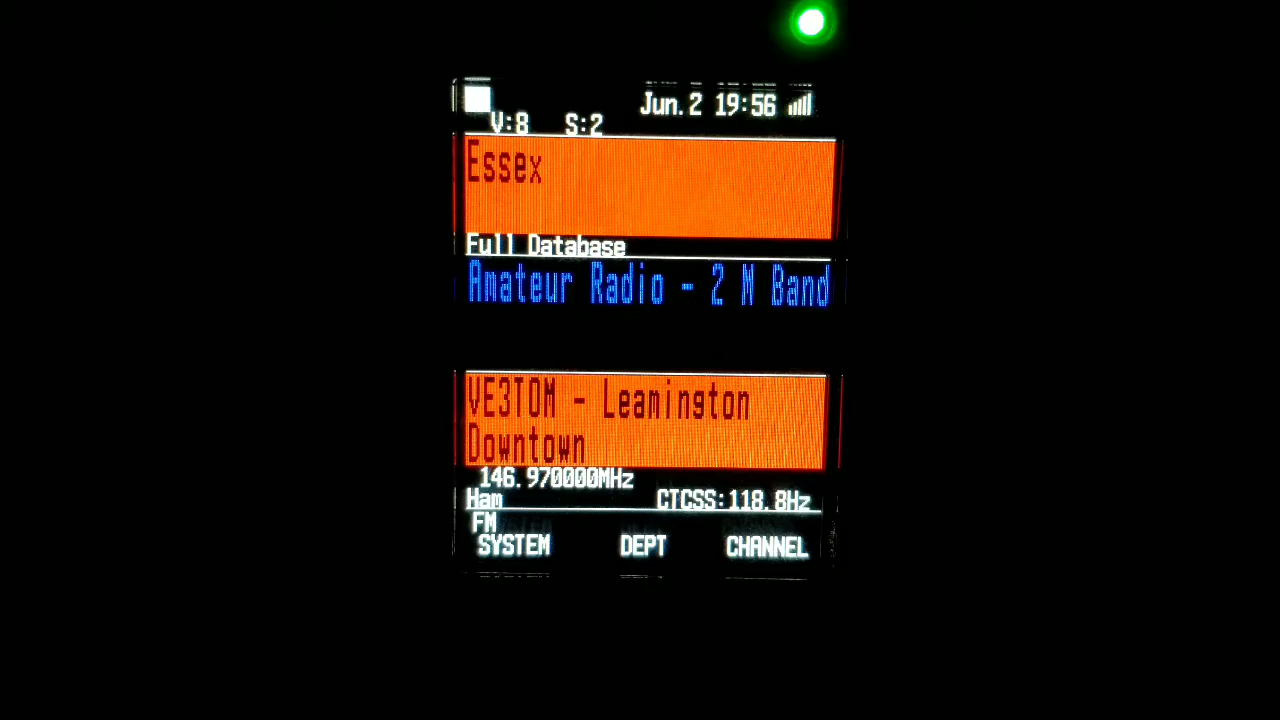 Jun.2 19:56
V:8 S:2
Essex
Full Database
Amateur Radio - 2 M Band
VE3TOM - Leamington
Downtown
146.970000MHz
Ham CTCSS:118.8Hz
FM
SYSTEM DEPT CHANNEL